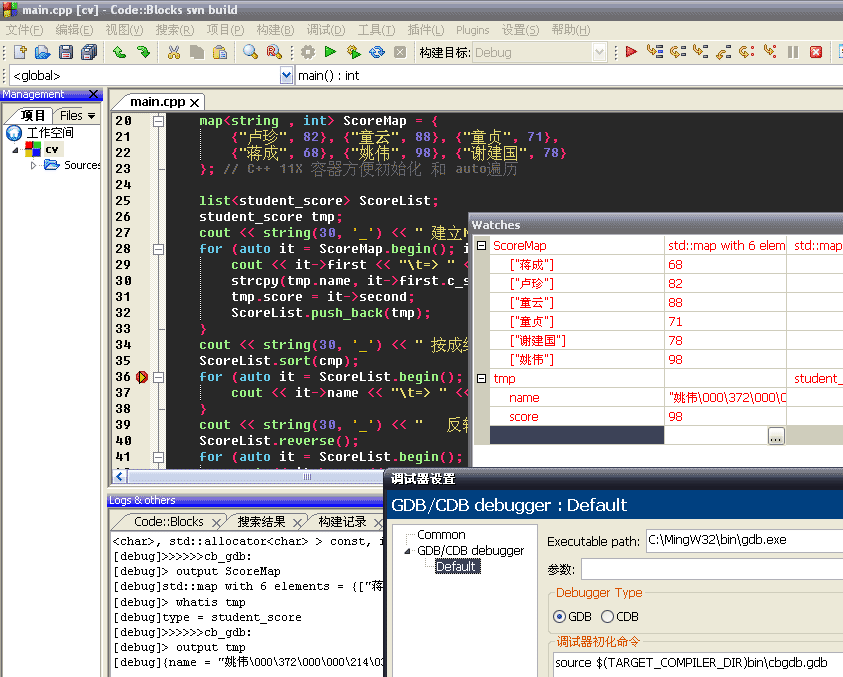 main.cpp [cv] - Code::Blocks svn build
文件(F) 编辑(E) 视图(V) 搜索(R) 项目(P) 构建(B) 调试(D) 工具(T) 插件(L) Plugins 设置(S) 帮助(H)
构建目标: Debug
<global> main() : int
Management
项目 Files
工作空间
cv
Sources
main.cpp
20 map<string , int> ScoreMap = {
21 {"卢珍", 82}, {"童云", 88}, {"童贞", 71},
22 {"蒋成", 68}, {"姚伟", 98}, {"谢建国", 78}
23 }; // C++ 11X 容器方便初始化 和 auto遍历
24
25 list<student_score> ScoreList;
26 student_score tmp;
27 cout << string(30, '_') << " 建立
28 for (auto it = ScoreMap.begin(); i
29 cout << it->first << "\t=> " <
30 strcpy(tmp.name, it->first.c_s
31 tmp.score = it->second;
32 ScoreList.push_back(tmp);
33 }
34 cout << string(30, '_') << " 按成
35 ScoreList.sort(cmp);
36 for (auto it = ScoreList.begin();
37 cout << it->name << "\t=> " <<
38 }
39 cout << string(30, '_') << " 反
40 ScoreList.reverse();
41 for (auto it = ScoreList.begin();
Watches
ScoreMap std::map with 6 elem std::map
["蒋成"] 68
["卢珍"] 82
["童云"] 88
["童贞"] 71
["谢建国"] 78
["姚伟"] 98
tmp student_
name "姚伟\000\372\000\0
score 98
...
Logs & others
Code::Blocks 搜索结果 构建记录
<char>, std::allocator<char> > const, i
[debug]>>>>>>cb_gdb:
[debug]> output ScoreMap
[debug]std::map with 6 elements = {["蒋
[debug]> whatis tmp
[debug]type = student_score
[debug]>>>>>>cb_gdb:
[debug]> output tmp
[debug]{name = "姚伟\000\372\000\000\214\03
调试器设置
GDB/CDB debugger : Default
Common
GDB/CDB debugger
Default
Executable path: C:\MingW32\bin\gdb.exe
参数:
Debugger Type
GDB CDB
调试器初化命令
source $(TARGET_COMPILER_DIR)bin\cbgdb.gdb